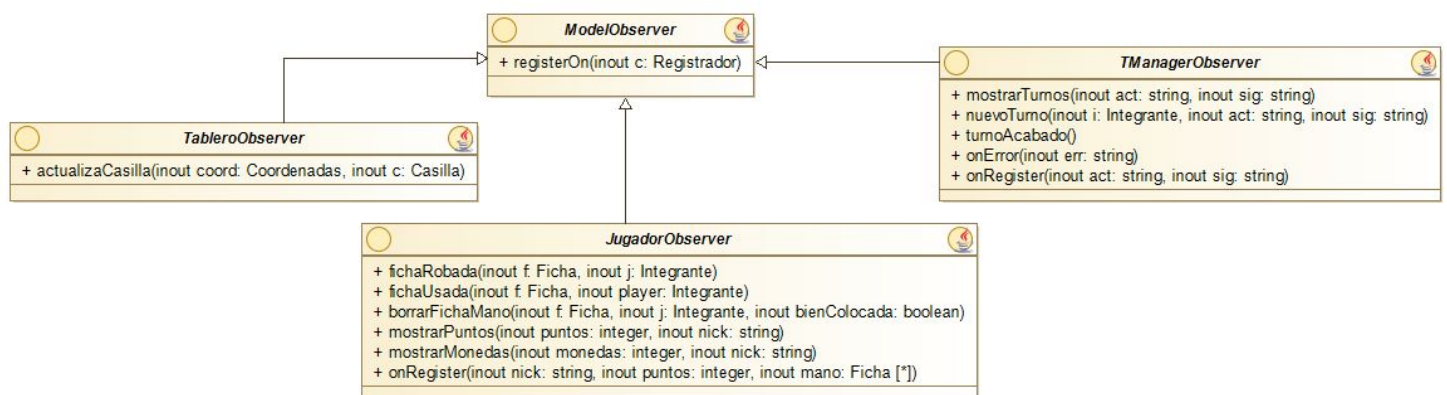 ModelObserver
+ registerOn(inout c: Registrador)
TManagerObserver
+ mostrarTurnos(inout act: string, inout sig: string)
+ nuevoTurno(inout i: Integrante, inout act: string, inout sig: string)
+ turnoAcabado()
+ onError(inout err: string)
+ onRegister(inout act: string, inout sig: string)
TableroObserver
+ actualizaCasilla(inout coord: Coordenadas, inout c: Casilla)
JugadorObserver
+ fichaRobada(inout f: Ficha, inout j: Integrante)
+ fichaUsada(inout f: Ficha, inout player: Integrante)
+ borrarFichaMano(inout f: Ficha, inout j: Integrante, inout bienColocada: boolean)
+ mostrarPuntos(inout puntos: integer, inout nick: string)
+ mostrarMonedas(inout monedas: integer, inout nick: string)
+ onRegister(inout nick: string, inout puntos: integer, inout mano: Ficha [*])